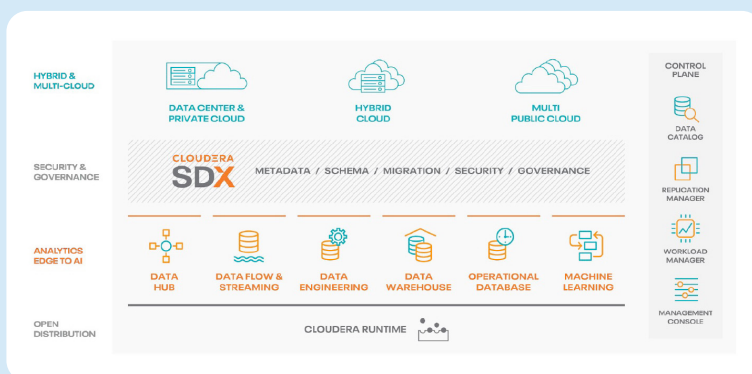 HYBRID &
MULTI-CLOUD
DATA CENTER &
PRIVATE CLOUD
HYBRID
CLOUD
MULTI
PUBLIC CLOUD
SECURITY &
GOVERNANCE
CLOUDERA
SDX
METADATA / SCHEMA / MIGRATION / SECURITY / GOVERNANCE
ANALYTICS
EDGE TO AI
DATA
HUB
DATA FLOW &
STREAMING
DATA
ENGINEERING
DATA
WAREHOUSE
OPERATIONAL
DATABASE
MACHINE
LEARNING
OPEN
DISTRIBUTION
CLOUDERA RUNTIME
CONTROL
PLANE
DATA
CATALOG
REPLICATION
MANAGER
WORKLOAD
MANAGER
MANAGEMENT
CONSOLE